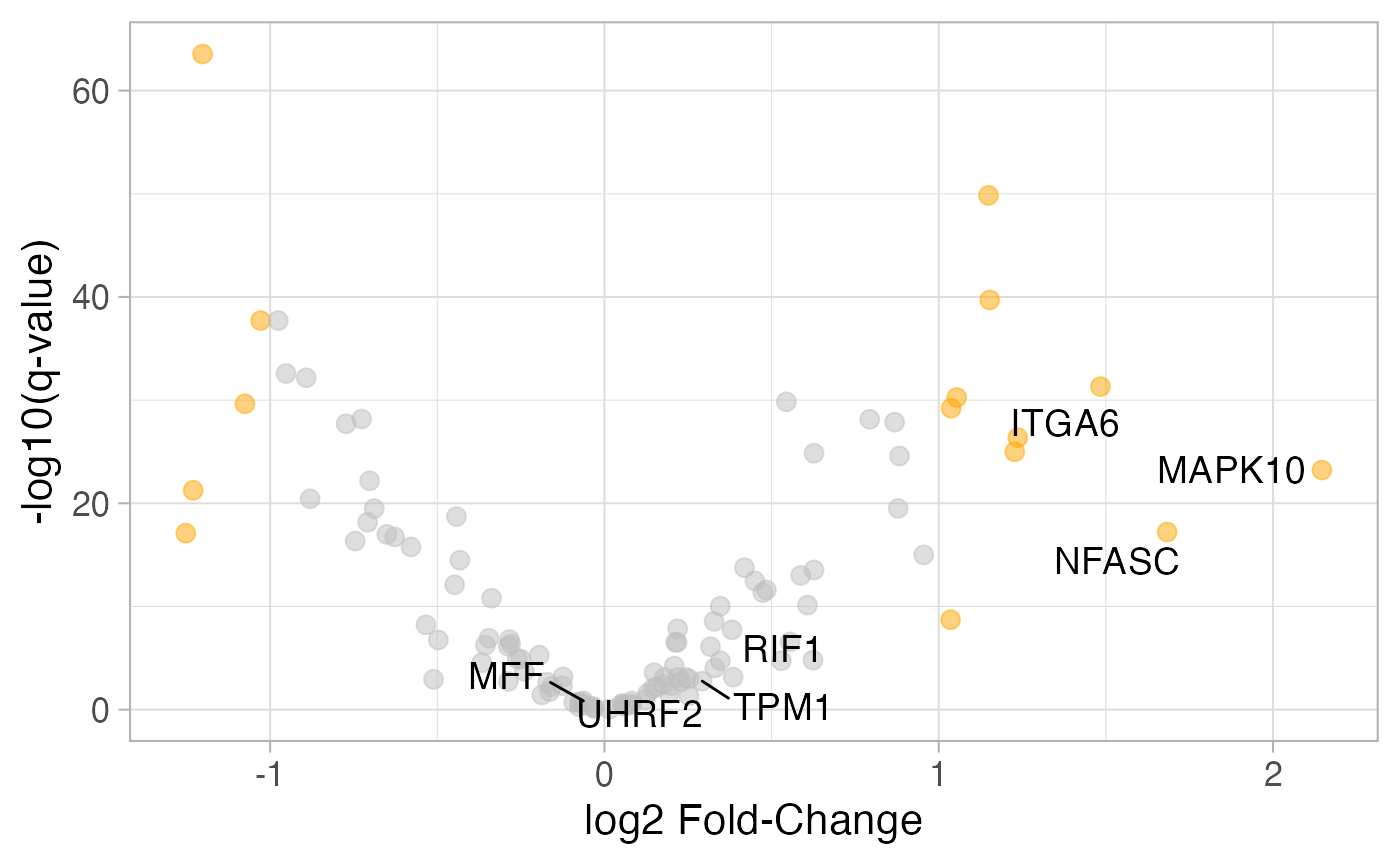 60
40
20
0
-log10(q-value)
ITGA6
MAPK10
NFASC
RIF1
MFF
TPM1
UHRF2
-1
0
1
2
log2 Fold-Change